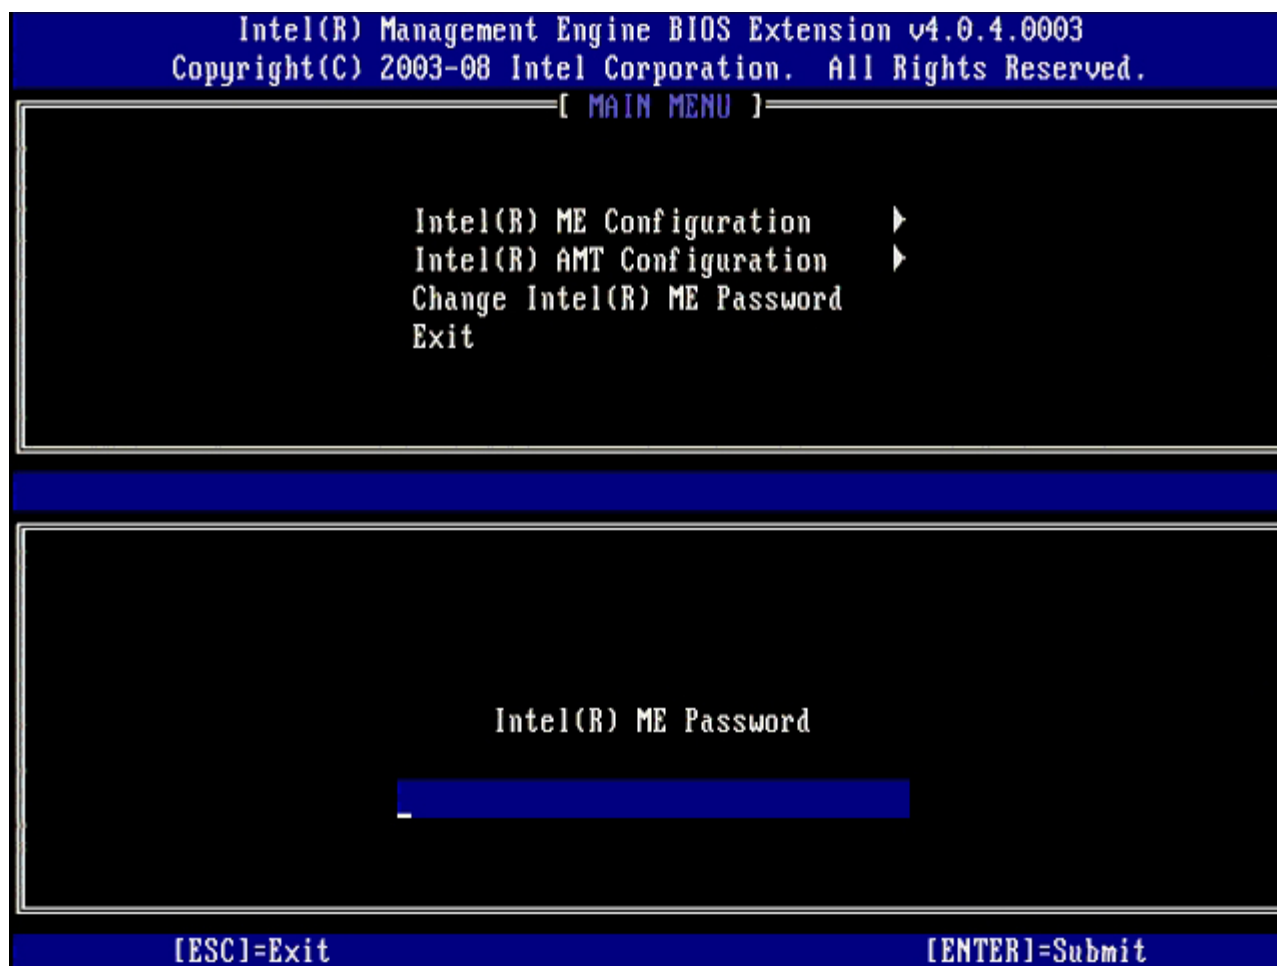 Intel(R) Management Engine BIOS Extension v4.0.4.0003
Copyright(C) 2003-08 Intel Corporation. All Rights Reserved.
[ MAIN MENU ]
Intel(R) ME Configuration ▶
Intel(R) AMT Configuration ▶
Change Intel(R) ME Password
Exit
Intel(R) ME Password
[ESC]=Exit [ENTER]=Submit